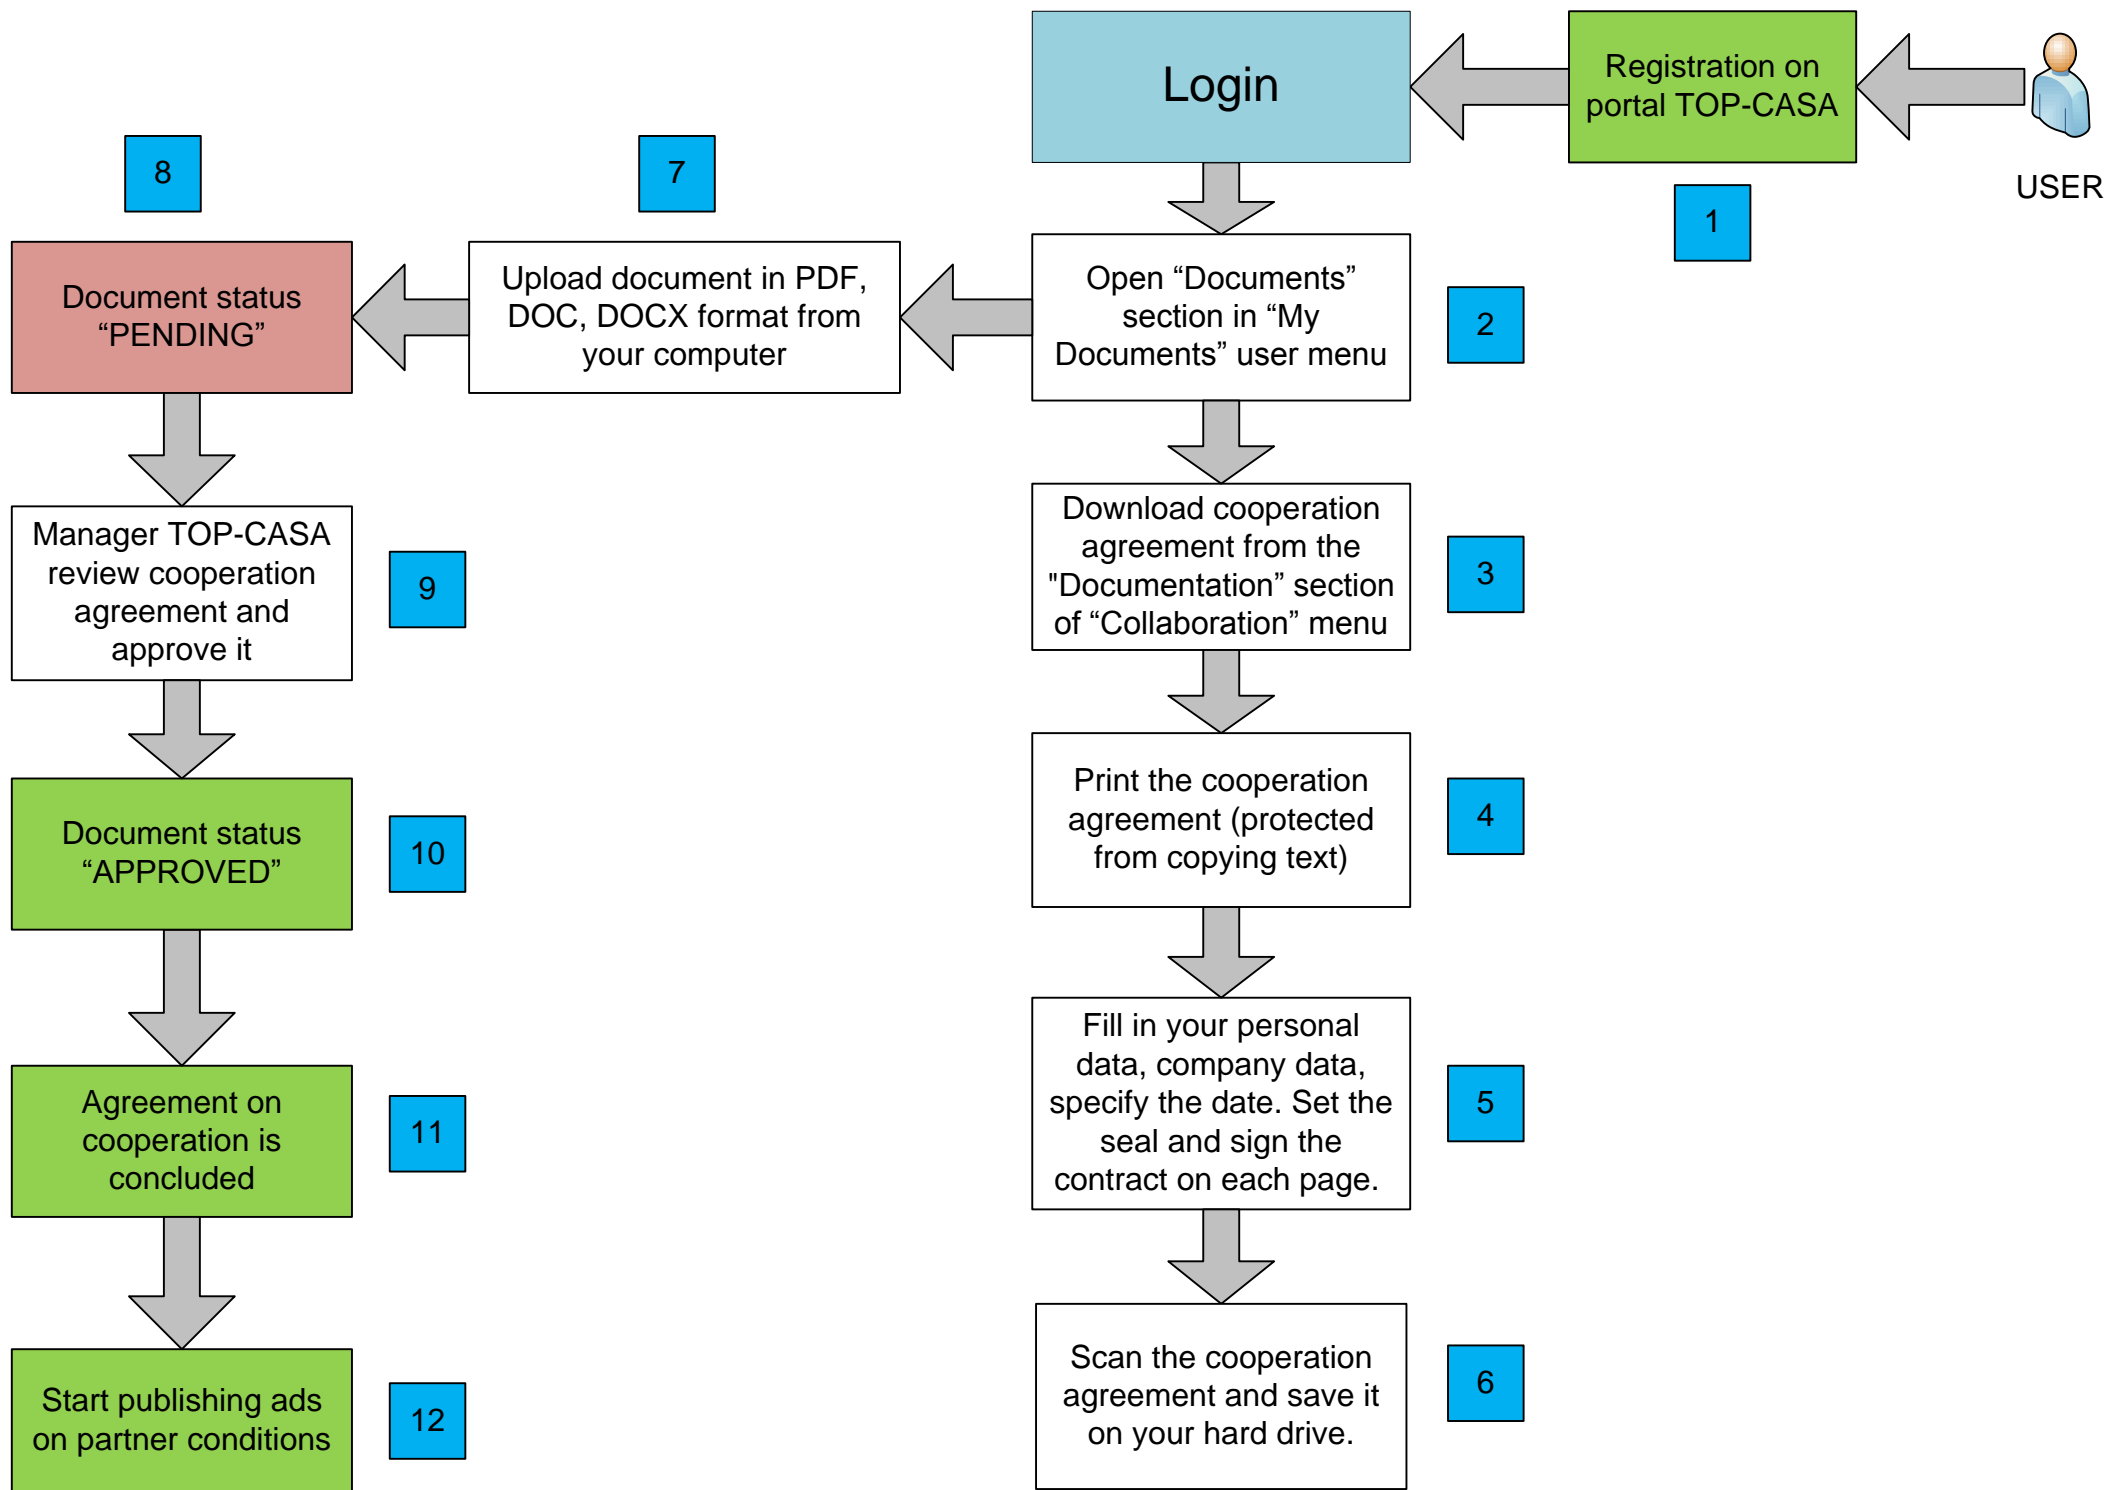 Login
Registration on
portal TOP-CASA
USER
1
8
7
Document status
“PENDING”
Upload document in PDF,
DOC, DOCX format from
your computer
Open “Documents”
section in “My
Documents” user menu
2
Manager TOP-CASA
review cooperation
agreement and
approve it
9
Download cooperation
agreement from the
"Documentation” section
of “Collaboration” menu
3
Document status
“APPROVED”
10
Print the cooperation
agreement (protected
from copying text)
4
Agreement on
cooperation is
concluded
11
Fill in your personal
data, company data,
specify the date. Set the
seal and sign the
contract on each page.
5
Start publishing ads
on partner conditions
12
Scan the cooperation
agreement and save it
on your hard drive.
6